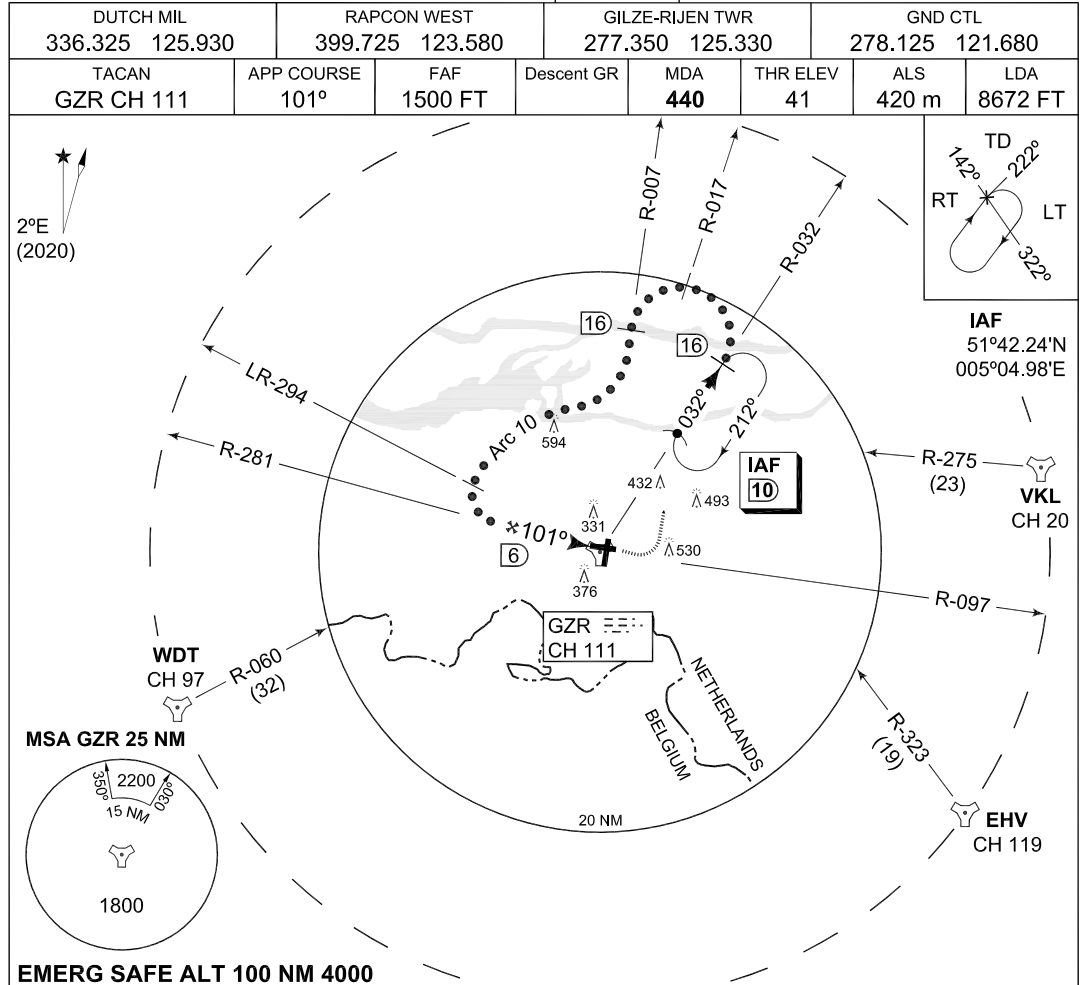 DUTCH MIL
336.325 125.930
RAPCON WEST
399.725 123.580
GILZE-RIJEN TWR
277.350 125.330
GND CTL
278.125 121.680
TACAN
GZR CH 111
APP COURSE
101º
FAF
1500 FT
Descent GR
MDA
440
THR ELEV
41
ALS
420 m
LDA
8672 FT
2ºE
(2020)
R-007
R-017
R-032
TD
142º
222º
RT
LT
322º
IAF
51º42.24'N
005º04.98'E
16
16
LR-294
R-281
Arc 10
594
032º
212º
IAF
10
432
493
331
530
376
101º
6
R-275
(23)
VKL
CH 20
R-097
GZR
CH 111
WDT
CH 97
R-060
(32)
NETHERLANDS
BELGIUM
R-323
(19)
EHV
CH 119
20 NM
MSA GZR 25 NM
350º
2200
030º
15 NM
1800
EMERG SAFE ALT 100 NM 4000